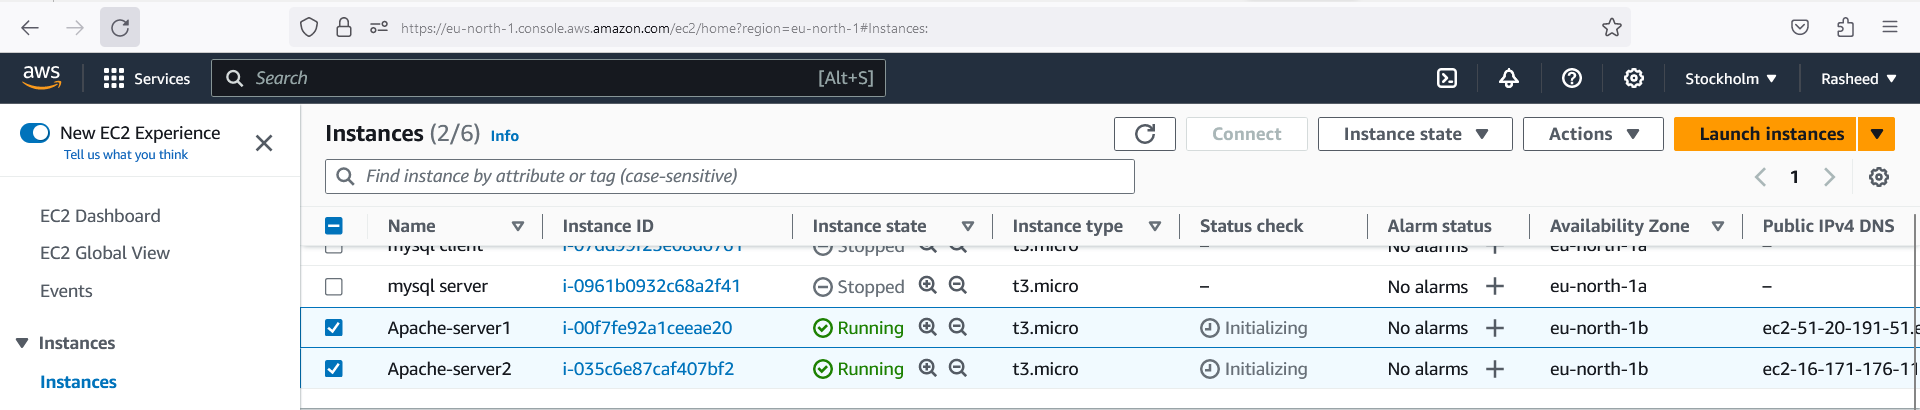 https://eu-north-1.console.aws.amazon.com/ec2/home?region=eu-north-1#Instances:
aws Services Search [Alt+S] Stockholm Rasheed
New EC2 Experience
Tell us what you think
EC2 Dashboard
EC2 Global View
Events
Instances
Instances
Instances (2/6) Info Connect Instance state Actions Launch instances
Find instance by attribute or tag (case-sensitive) 1
Name Instance ID Instance state Instance type Status check Alarm status Availability Zone Public IPv4 DNS
mysql client Stopped t3.micro – No alarms eu-north-1a –
mysql server i-0961b0932c68a2f41 Stopped t3.micro – No alarms eu-north-1a –
Apache-server1 i-00f7fe92a1ceeae20 Running t3.micro Initializing No alarms eu-north-1b ec2-51-20-191-51.e
Apache-server2 i-035c6e87caf407bf2 Running t3.micro Initializing No alarms eu-north-1b ec2-16-171-176-11